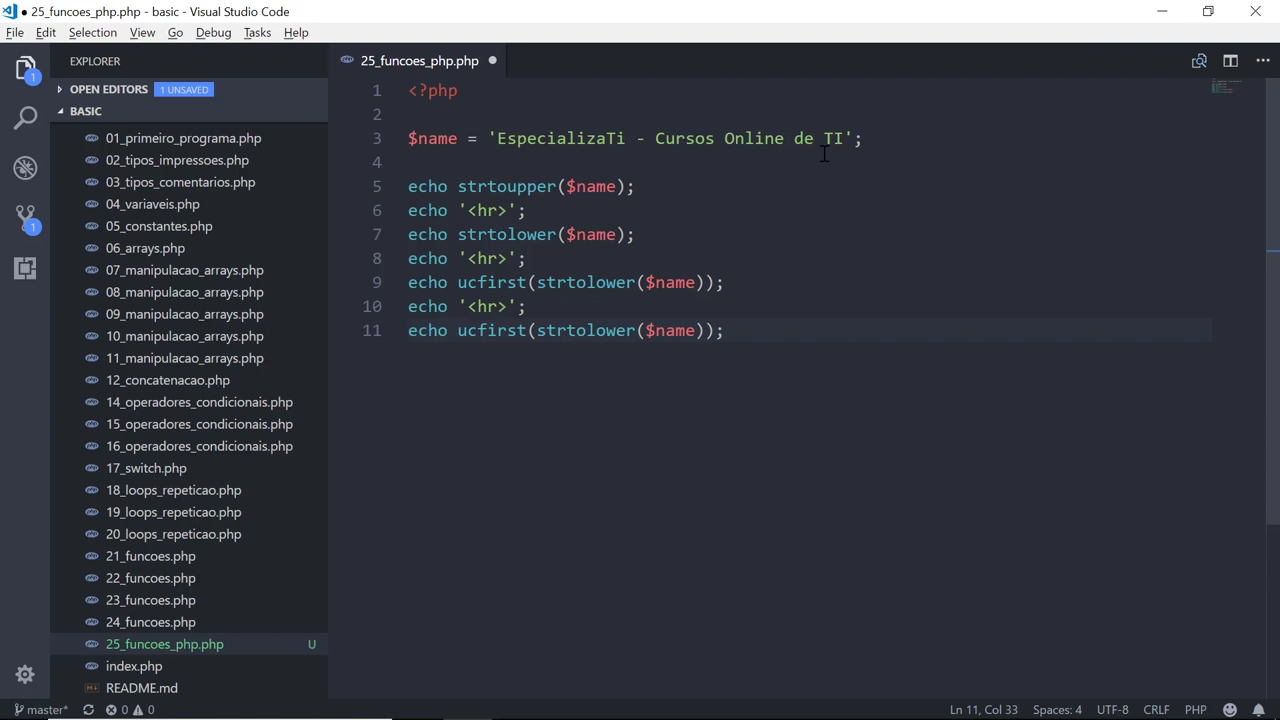 ● 25_funcoes_php.php - basic - Visual Studio Code
File Edit Selection View Go Debug Tasks Help
EXPLORER
25_funcoes_php.php
OPEN EDITORS 1 UNSAVED
BASIC
01_primeiro_programa.php
02_tipos_impressoes.php
03_tipos_comentarios.php
04_variaveis.php
05_constantes.php
06_arrays.php
07_manipulacao_arrays.php
08_manipulacao_arrays.php
09_manipulacao_arrays.php
10_manipulacao_arrays.php
11_manipulacao_arrays.php
12_concatenacao.php
14_operadores_condicionais.php
15_operadores_condicionais.php
16_operadores_condicionais.php
17_switch.php
18_loops_repeticao.php
19_loops_repeticao.php
20_loops_repeticao.php
21_funcoes.php
22_funcoes.php
23_funcoes.php
24_funcoes.php
25_funcoes_php.php U
index.php
README.md
1
1
1 <?php
2
3 $name = 'EspecializaTi - Cursos Online de TI';
4
5 echo strtoupper($name);
6 echo '<hr>';
7 echo strtolower($name);
8 echo '<hr>';
9 echo ucfirst(strtolower($name));
10 echo '<hr>';
11 echo ucfirst(strtolower($name));
master* 0 0 Ln 11, Col 33 Spaces: 4 UTF-8 CRLF PHP